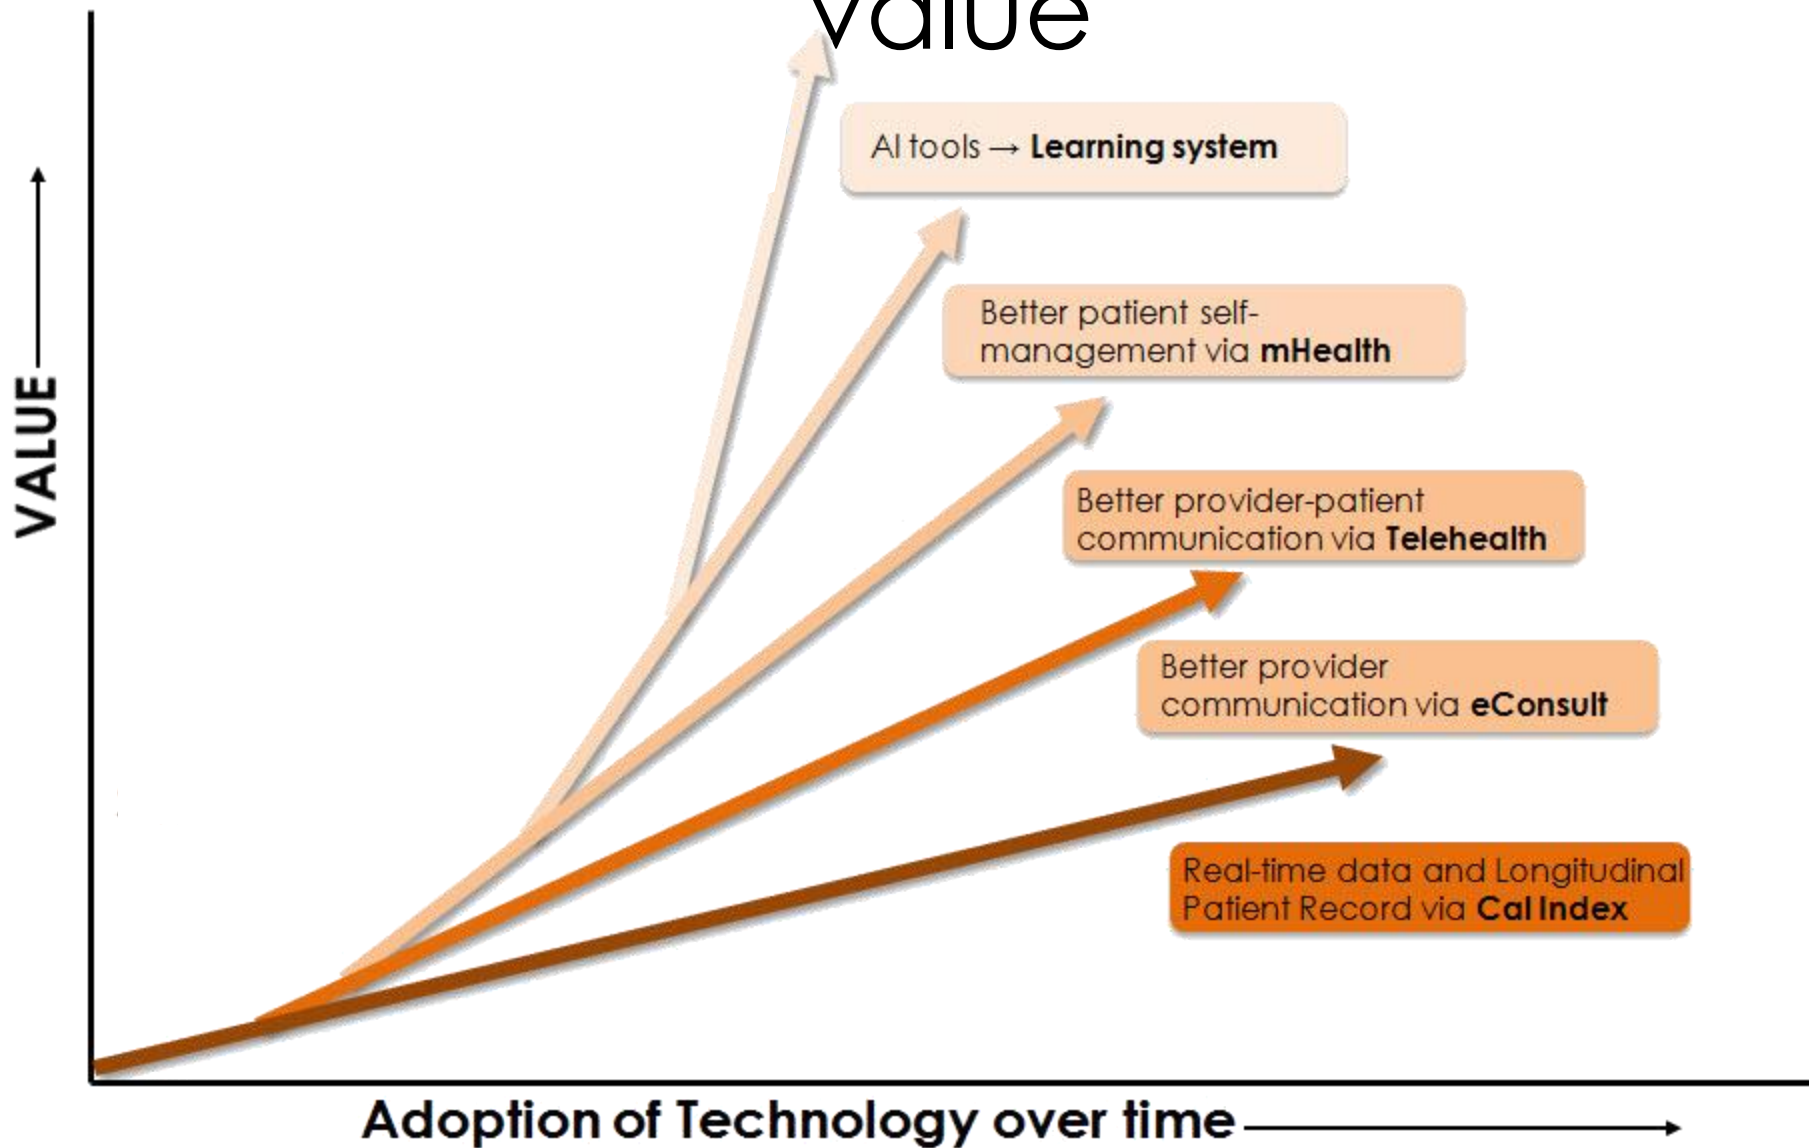 Value
AI tools → Learning system
Better patient self-
management via mHealth
Better provider-patient
communication via Telehealth
Better provider
communication via eConsult
Real-time data and Longitudinal
Patient Record via Cal Index
VALUE
Adoption of Technology over time